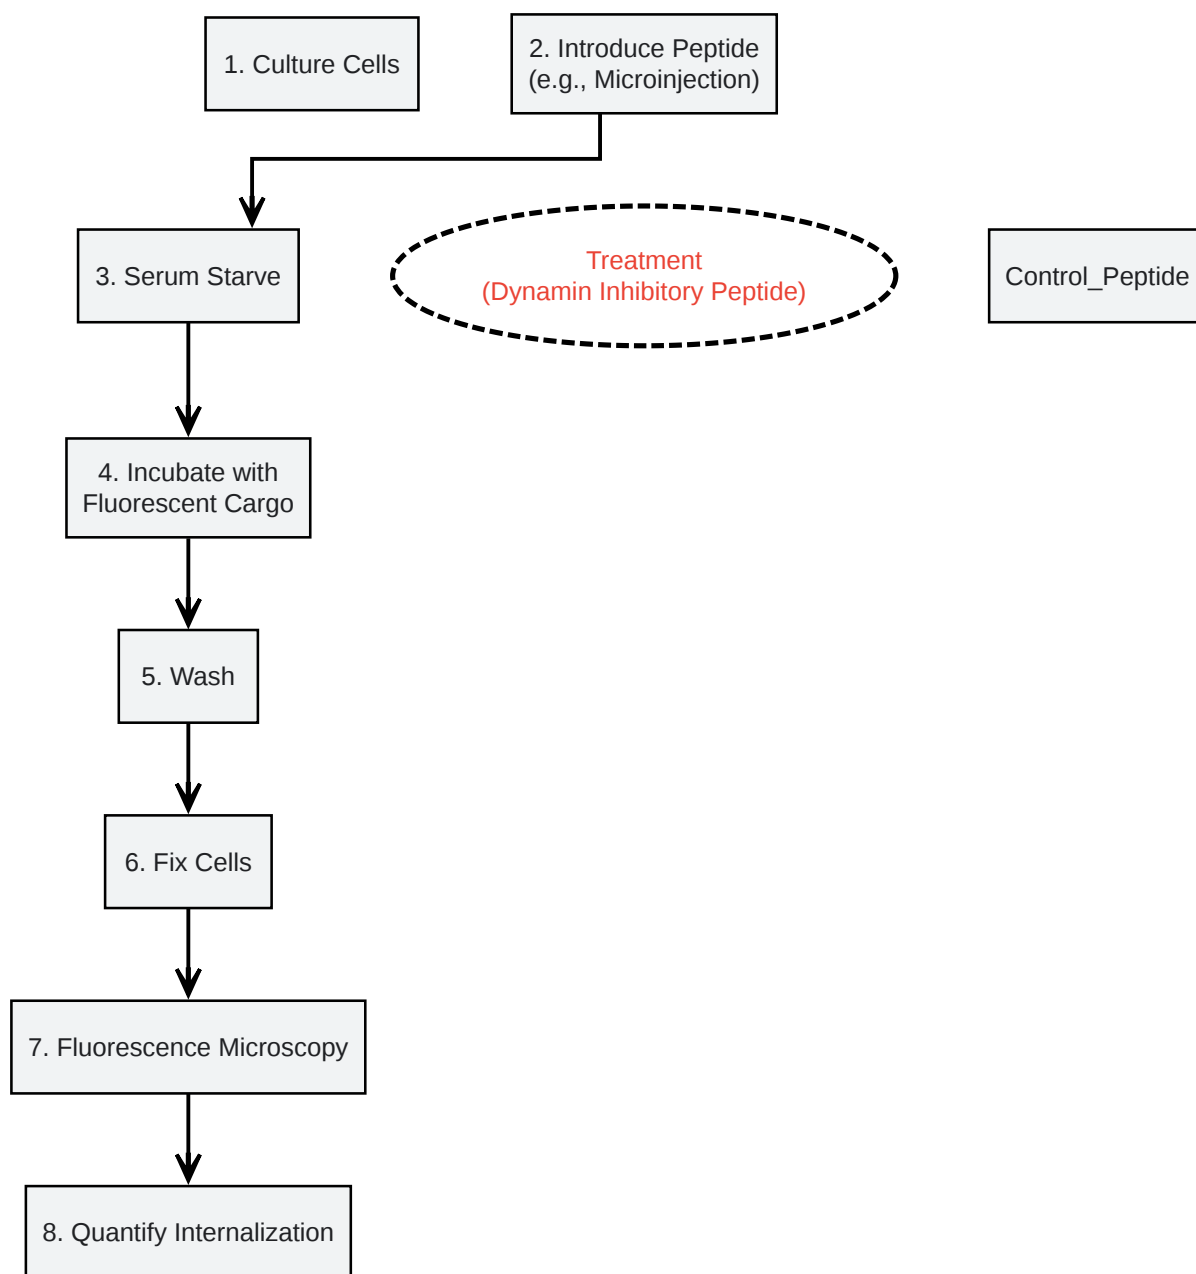 1. Culture Cells
2. Introduce Peptide
(e.g., Microinjection)
3. Serum Starve
Treatment
(Dynamin Inhibitory Peptide)
Control_Peptide
4. Incubate with
Fluorescent Cargo
5. Wash
6. Fix Cells
7. Fluorescence Microscopy
8. Quantify Internalization